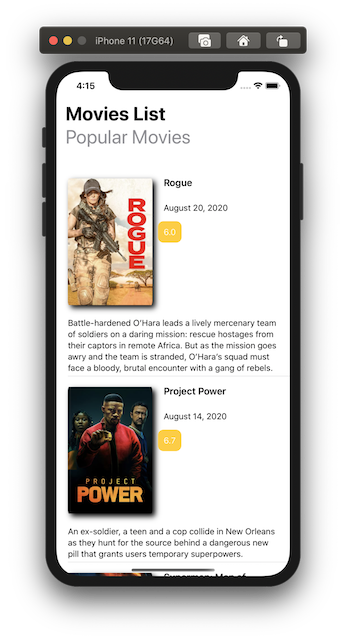 iPhone 11 (17G64)
4:15
Movies List
Popular Movies
ROGUE
Rogue
August 20, 2020
6.0
Battle-hardened O'Hara leads a lively mercenary team
of soldiers on a daring mission: rescue hostages from
their captors in remote Africa. But as the mission goes
awry and the team is stranded, O'Hara's squad must
face a bloody, brutal encounter with a gang of rebels.
PROJECT
POWER
Project Power
August 14, 2020
6.7
An ex-soldier, a teen and a cop collide in New Orleans
as they hunt for the source behind a dangerous new
pill that grants users temporary superpowers.
Superman: Man of